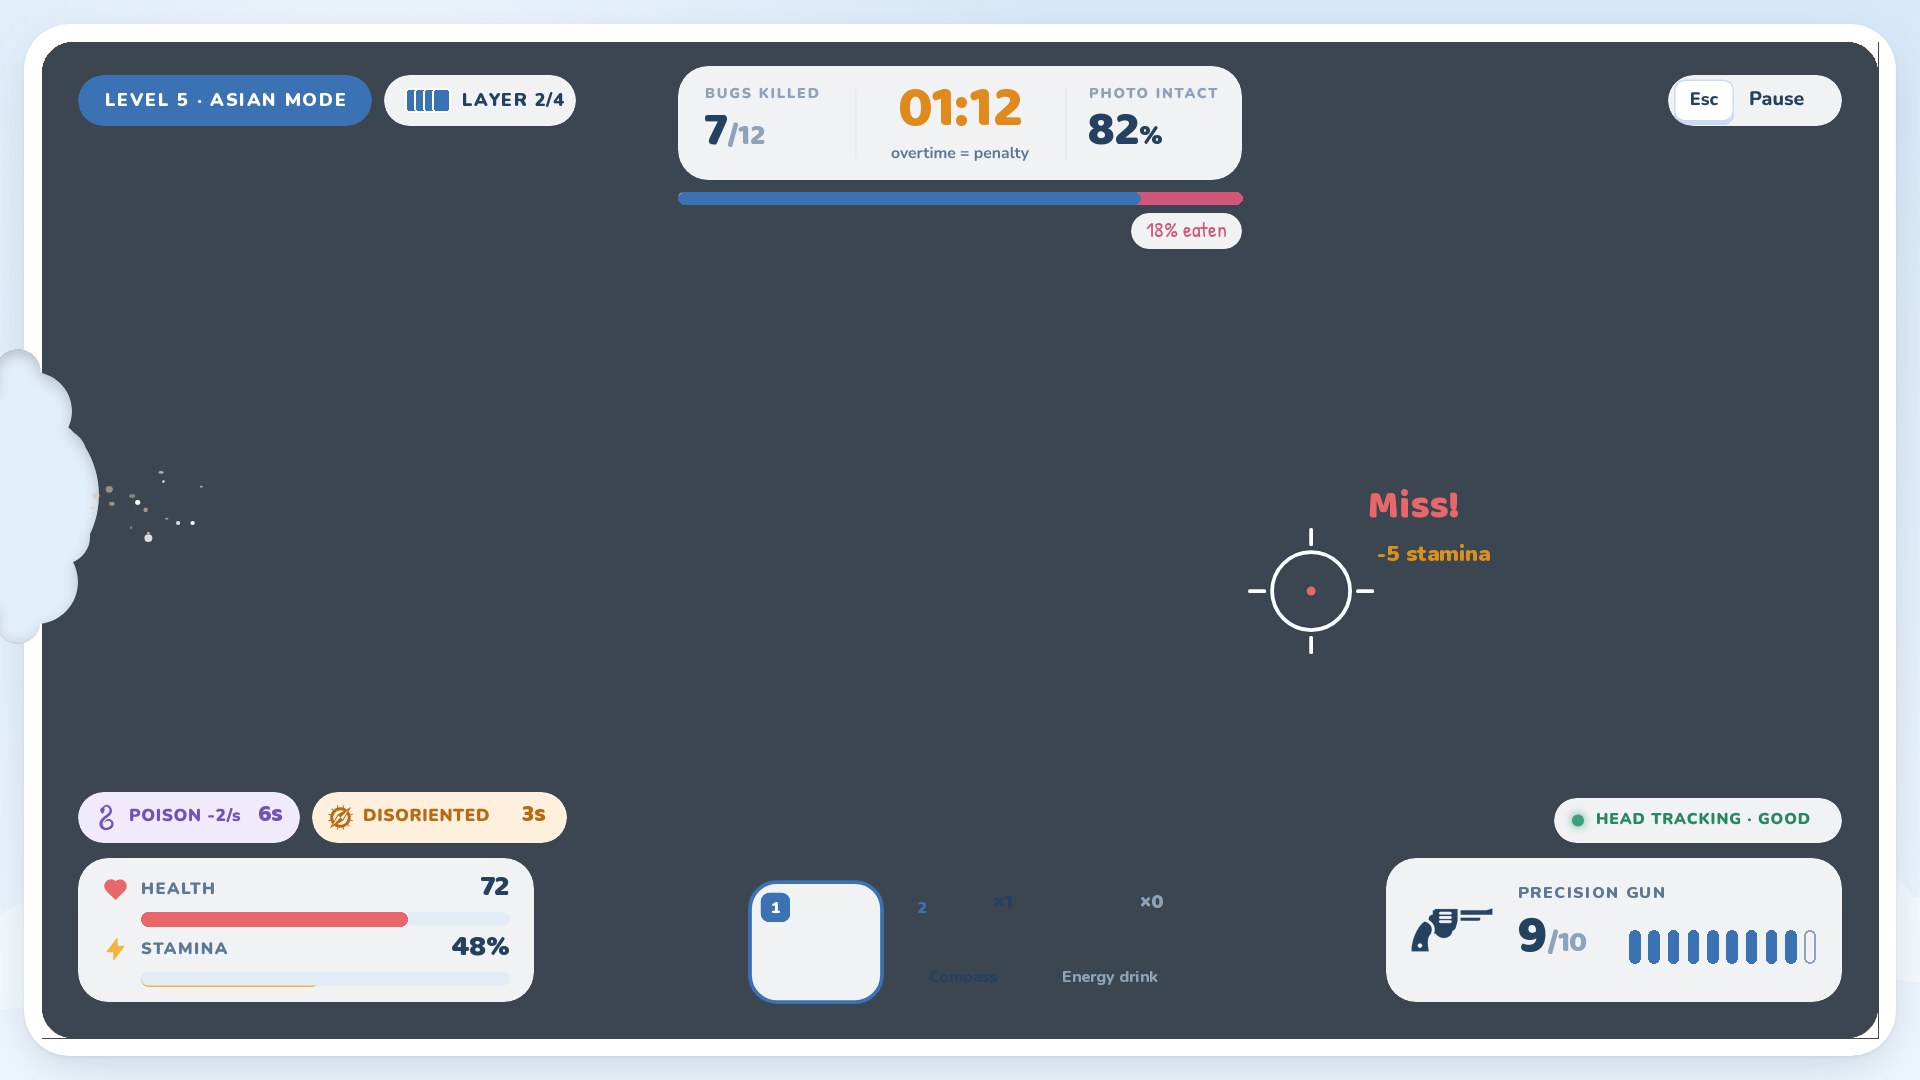 LEVEL 5 · ASIAN MODE
LAYER 2/4
BUGS KILLED
7/12
01:12
overtime = penalty
PHOTO INTACT
82%
Esc Pause
18% eaten
Miss!
-5 stamina
POISON -2/s 6s
DISORIENTED 3s
HEAD TRACKING · GOOD
HEALTH 72
STAMINA 48%
1
2 ×1
Compass
×0
Energy drink
PRECISION GUN
9/10